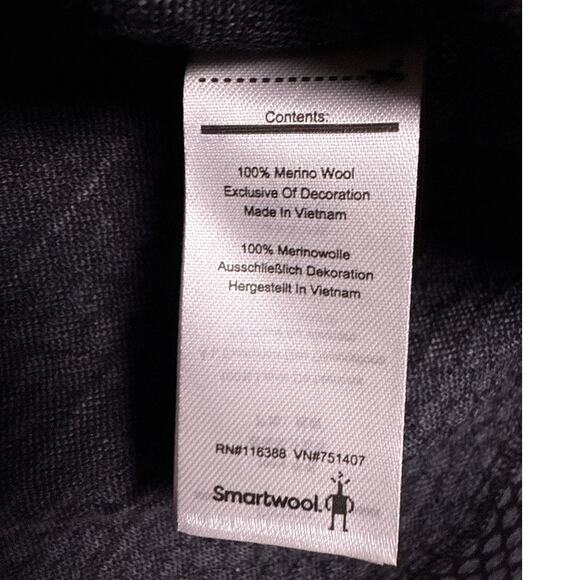 Contents:
100% Merino Wool
Exclusive Of Decoration
Made In Vietnam
100% Merinowolle
Ausschließlich Dekoration
Hergestellt In Vietnam
RN#116388 VN#751407
Smartwool.